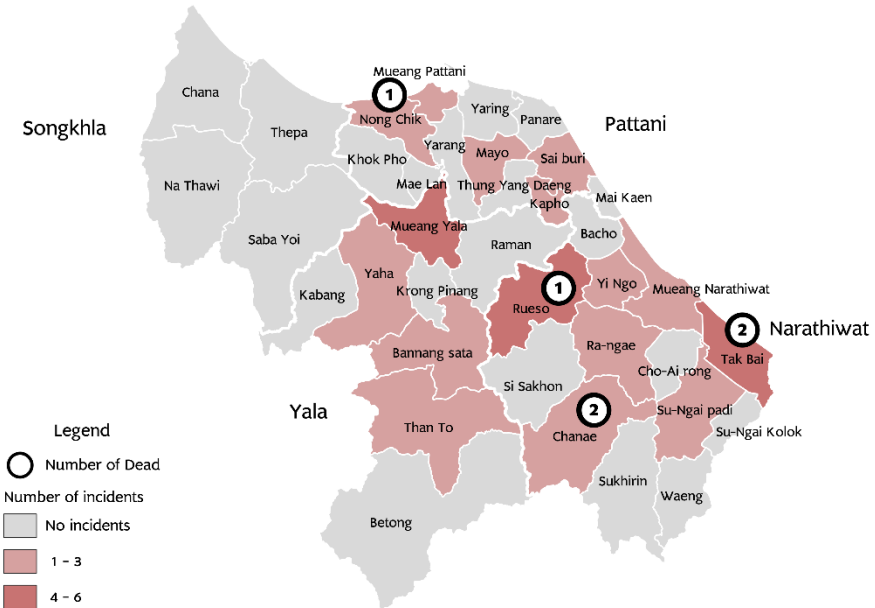 Mueang Pattani
Chana
1
Yaring
Nong Chik
Panare
Songkhla
Thepa
Pattani
Yarang
Mayo
Khok Pho
Sai buri
Na Thawi
Mae Lan
Thung Yang Daeng
Mai Kaen
Kapho
Mueang Yala
Bacho
Saba Yoi
Raman
Yaha
Yi Ngo
Kabang
Krong Pinang
1
Mueang Narathiwat
Rueso
2
Narathiwat
Ra-ngae
Bannang sata
Tak Bai
Cho-Ai rong
Si Sakhon
Yala
2
Su-Ngai padi
Than To
Su-Ngai Kolok
Chanae
Sukhirin
Waeng
Betong
Legend
Number of Dead
Number of incidents
No incidents
1 - 3
4 - 6